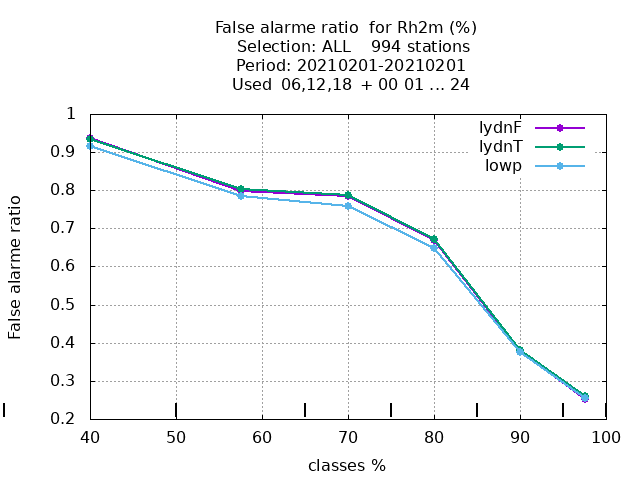 False alarme ratio  for Rh2m (%)
Selection: ALL    994 stations
Period: 20210201-20210201
Used  06,12,18  + 00 01 ... 24
lydnF
lydnT
lowp
1
0.9
0.8
0.7
0.6
0.5
0.4
0.3
0.2
False alarme ratio
40 50 60 70 80 90 100
classes %